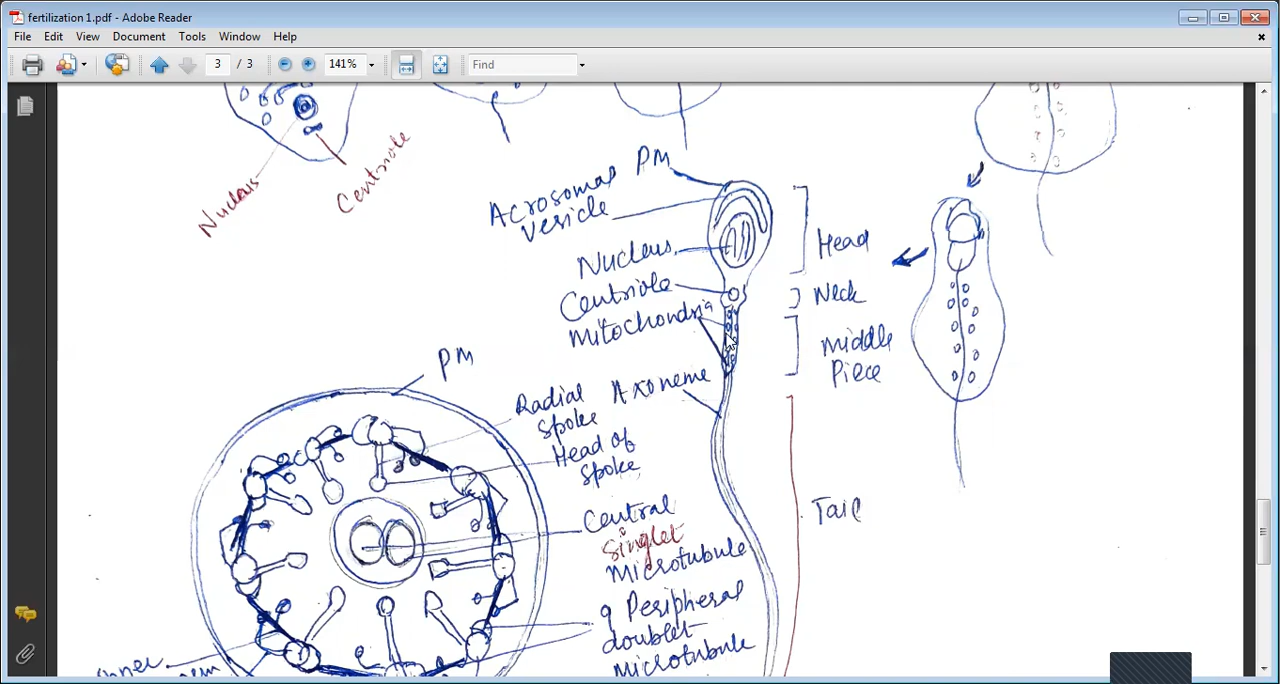 fertilization 1.pdf - Adobe Reader
File Edit View Document Tools Window Help
3 / 3 141% Find
Nucleus
Centriole
PM
Acrosomal
vesicle
Nucleus
Centriole
Mitochondria
Head
Neck
Middle
Piece
PM
Radial
spoke
Axoneme
Head of
spoke
Central
singlet
Microtubule
9 Peripheral
doublet
Microtubule
Tail